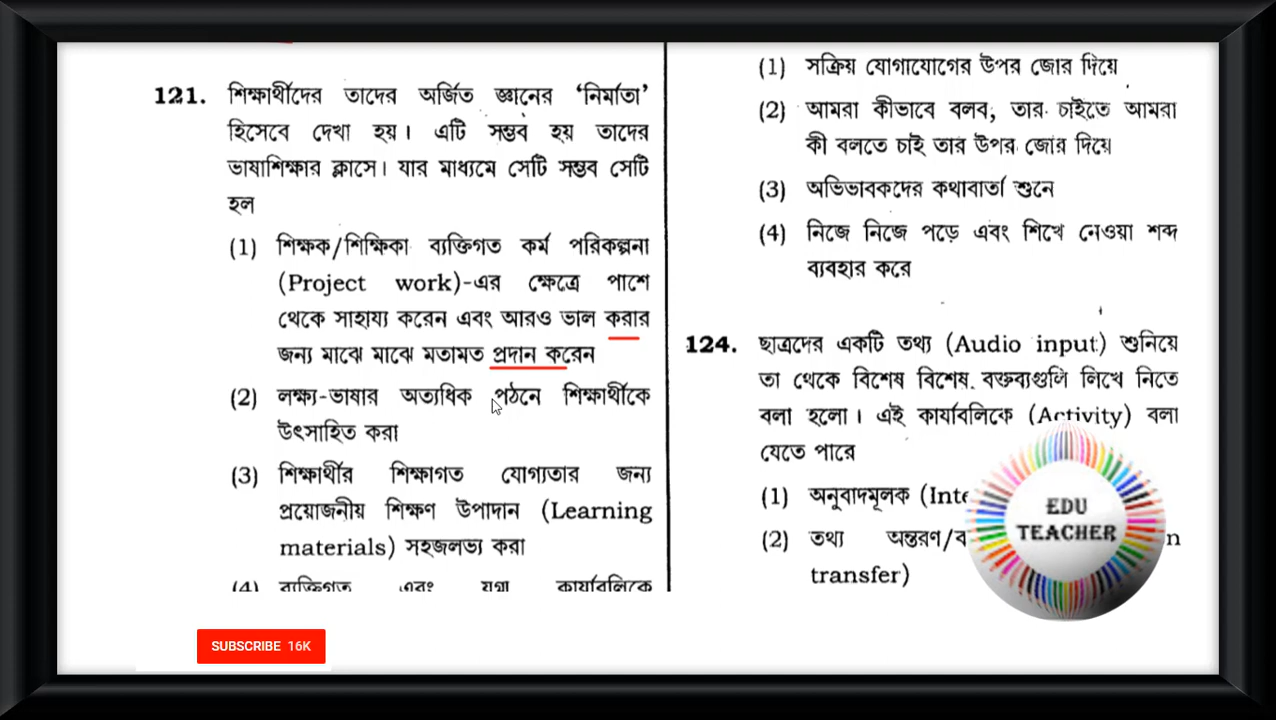 121. শিক্ষার্থীদের তাদের অর্জিত জ্ঞানের ‘নির্মাতা’
হিসেবে দেখা হয়। এটি সম্ভব হয় তাদের
ভাষাশিক্ষার ক্লাসে। যার মাধ্যমে সেটি সম্ভব সেটি
হল
(1) শিক্ষক/শিক্ষিকা ব্যক্তিগত কর্ম পরিকল্পনা
(Project work)-এর ক্ষেত্রে পাশে
থেকে সাহায্য করেন এবং আরও ভাল করার
জন্য মাঝে মাঝে মতামত প্রদান করেন
(2) লক্ষ্য-ভাষার অত্যধিক পঠনে শিক্ষার্থীকে
উৎসাহিত করা
(3) শিক্ষার্থীর শিক্ষাগত যোগ্যতার জন্য
প্রয়োজনীয় শিক্ষণ উপাদান (Learning
materials) সহজলভ্য করা
(4) ব্যক্তিগত এবং কার্যাবলিকে
(1) সক্রিয় যোগাযোগের উপর জোর দিয়ে
(2) আমরা কীভাবে বলব, তার চাইতে আমরা
কী বলতে চাই তার উপর জোর দিয়ে
(3) অভিভাবকদের কথাবার্তা শুনে
(4) নিজে নিজে পড়ে এবং শিখে নেওয়া শব্দ
ব্যবহার করে
124. ছাত্রদের একটি তথ্য (Audio input) শুনিয়ে
তা থেকে বিশেষ বিশেষ বক্তব্যগুলি লিখে নিতে
বলা হলো। এই কার্যাবলিকে (Activity) বলা
যেতে পারে
(1) অনুবাদমূলক
(2) তথ্য অন্তরণ
transfer)
EDU
TEACHER
SUBSCRIBE 16K